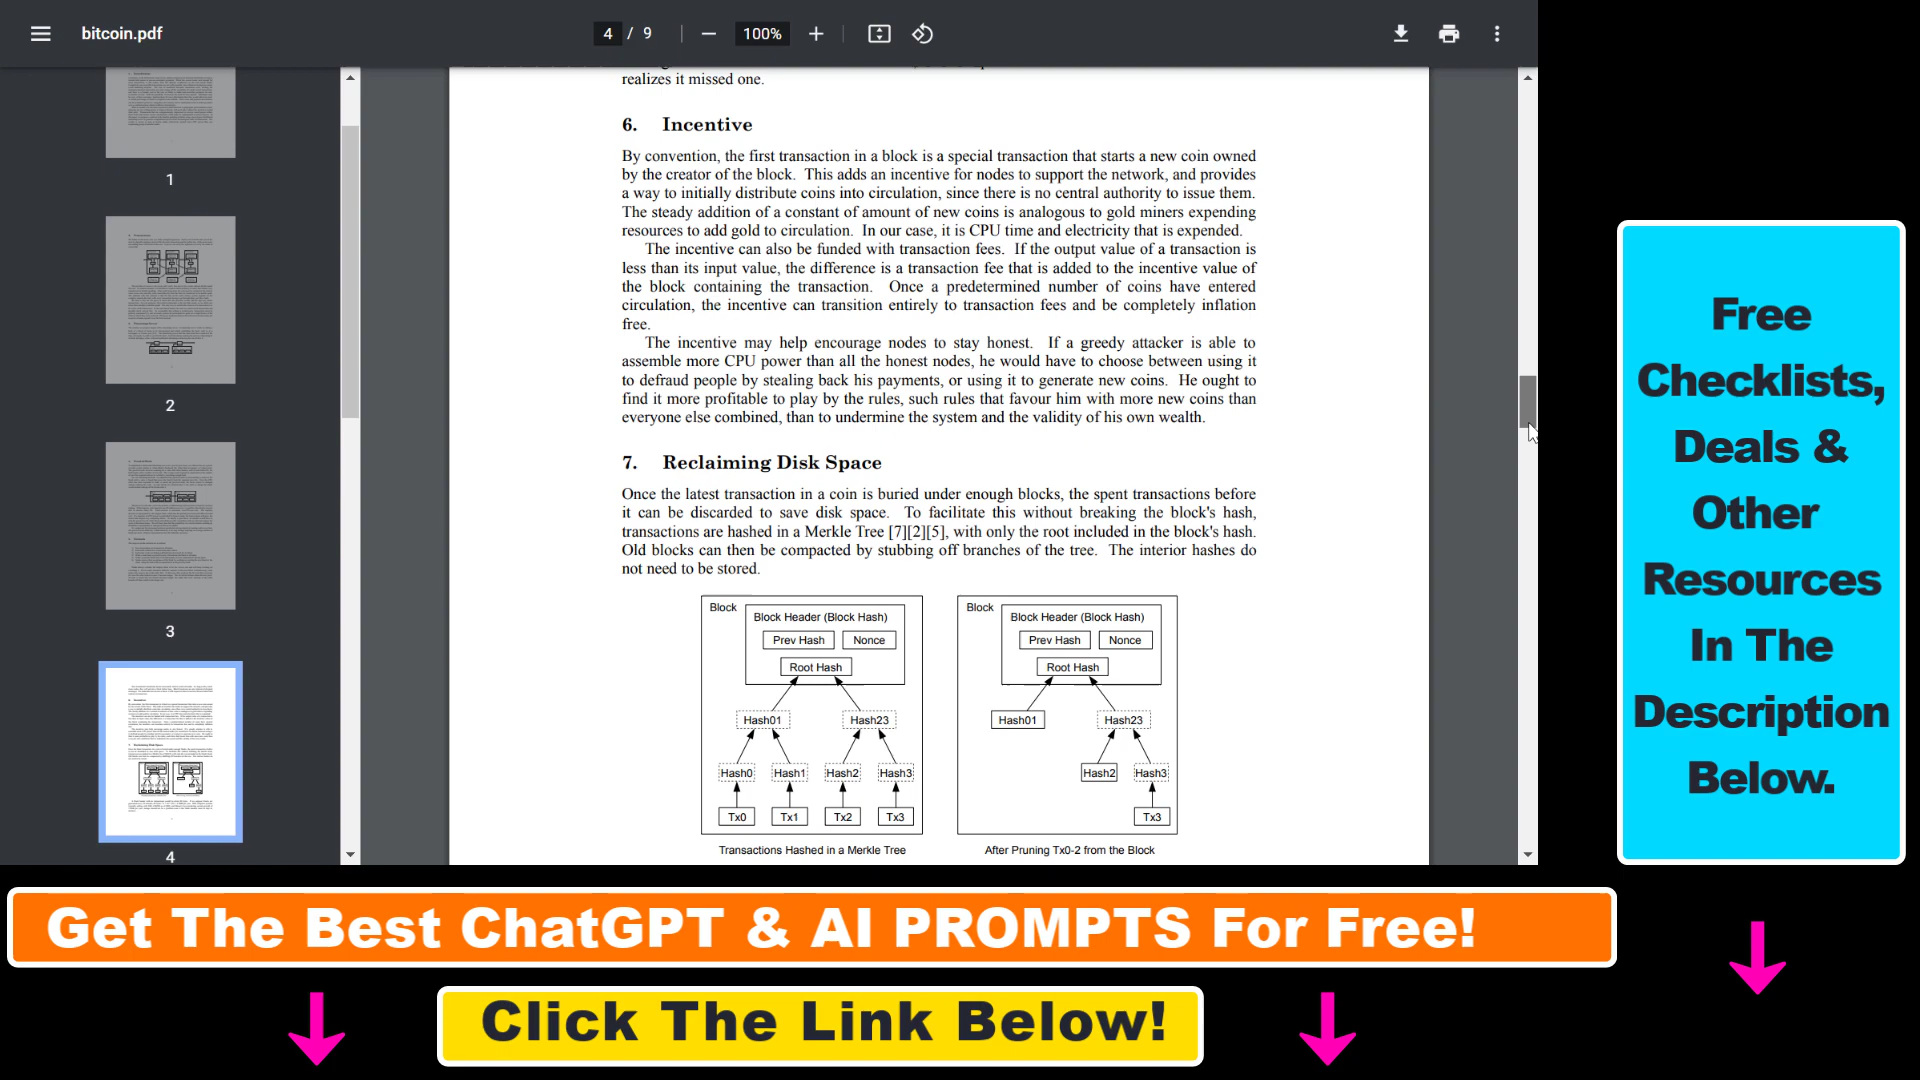 bitcoin.pdf
4 / 9
100%
1
2
3
4
realizes it missed one.
6. Incentive
By convention, the first transaction in a block is a special transaction that starts a new coin owned
by the creator of the block. This adds an incentive for nodes to support the network, and provides
a way to initially distribute coins into circulation, since there is no central authority to issue them.
The steady addition of a constant of amount of new coins is analogous to gold miners expending
resources to add gold to circulation. In our case, it is CPU time and electricity that is expended.
The incentive can also be funded with transaction fees. If the output value of a transaction is
less than its input value, the difference is a transaction fee that is added to the incentive value of
the block containing the transaction. Once a predetermined number of coins have entered
circulation, the incentive can transition entirely to transaction fees and be completely inflation
free.
The incentive may help encourage nodes to stay honest. If a greedy attacker is able to
assemble more CPU power than all the honest nodes, he would have to choose between using it
to defraud people by stealing back his payments, or using it to generate new coins. He ought to
find it more profitable to play by the rules, such rules that favour him with more new coins than
everyone else combined, than to undermine the system and the validity of his own wealth.
7. Reclaiming Disk Space
Once the latest transaction in a coin is buried under enough blocks, the spent transactions before
it can be discarded to save disk space. To facilitate this without breaking the block's hash,
transactions are hashed in a Merkle Tree [7][2][5], with only the root included in the block's hash.
Old blocks can then be compacted by stubbing off branches of the tree. The interior hashes do
not need to be stored.
Block
Block Header (Block Hash)
Prev Hash Nonce
Root Hash
Hash01 Hash23
Hash0 Hash1 Hash2 Hash3
Tx0 Tx1 Tx2 Tx3
Transactions Hashed in a Merkle Tree
Block
Block Header (Block Hash)
Prev Hash Nonce
Root Hash
Hash01 Hash23
Hash2 Hash3
Tx3
After Pruning Tx0-2 from the Block
Free
Checklists,
Deals &
Other
Resources
In The
Description
Below.
Get The Best ChatGPT & AI PROMPTS For Free!
Click The Link Below!